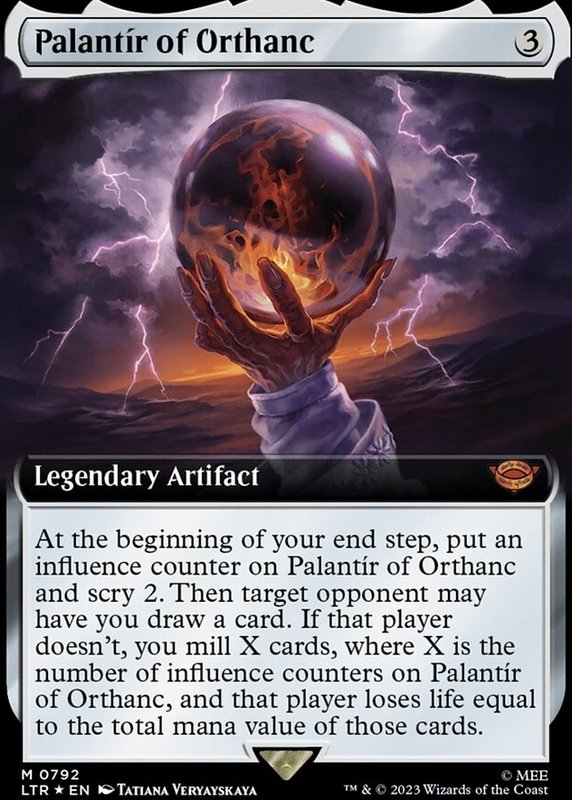 Palantír of Orthanc 3
Legendary Artifact
At the beginning of your end step, put an
influence counter on Palantír of Orthanc
and scry 2. Then target opponent may
have you draw a card. If that player
doesn't, you mill X cards, where X is the
number of influence counters on Palantír
of Orthanc, and that player loses life equal
to the total mana value of those cards.
M 0792
LTR ★ EN Tatiana Veryayskaya
© MEE
™ & © 2023 Wizards of the Coast